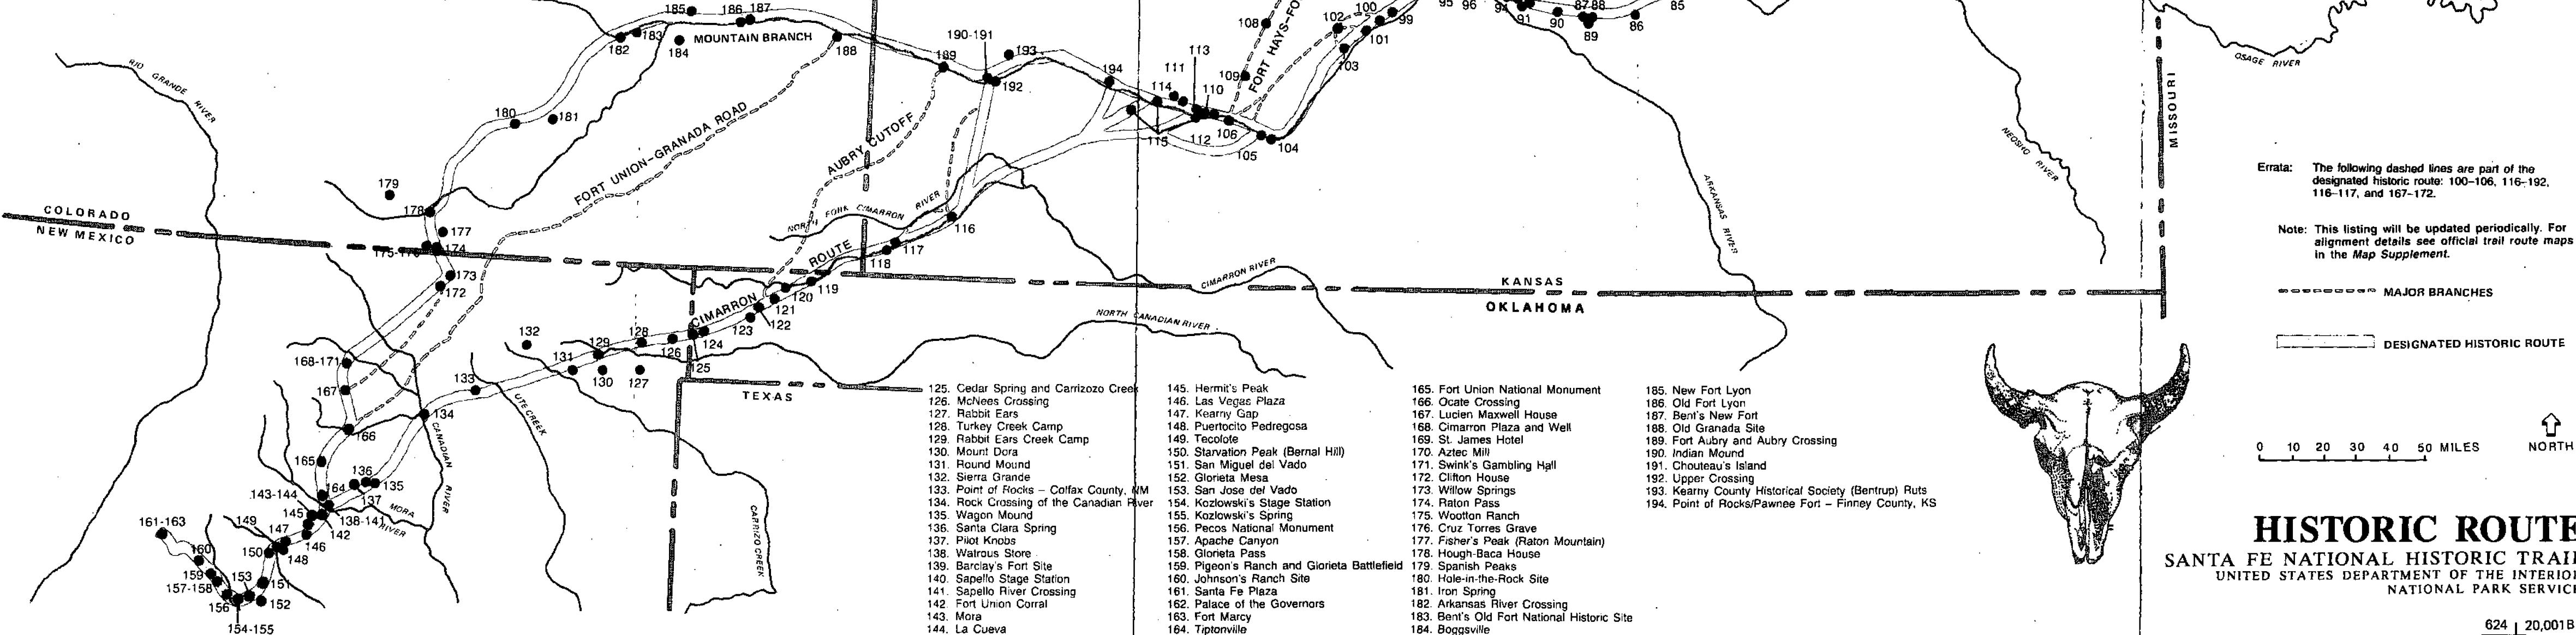 185
186
187
190-191
193
108
FORT HAYS-FO
102
100
99
95
96
94
91
90
87
88
89
86
85
182
183
184
MOUNTAIN BRANCH
188
189
192
194
113
111
114
110
109
101
103
115
112
106
105
104
RIO GRANDE RIVER
180
181
FORT UNION-GRANADA ROAD
AUBRY CUTOFF
ARKANSAS RIVER
NEOSHO RIVER
OSAGE RIVER
MISSOURI
179
178
177
174
173
172
COLORADO
NEW MEXICO
NORTH FORK CIMARRON RIVER
116
117
118
119
120
121
122
123
CIMARRON ROUTE
CIMARRON RIVER
NORTH CANADIAN RIVER
KANSAS
OKLAHOMA
TEXAS
132
131
129
130
128
127
126
124
125
168-171
167
133
134
166
165
UTE CREEK
CANADIAN RIVER
CARRIZO CREEK
136
135
137
164
143-144
138-141
MORA RIVER
145
142
146
147
149
148
150
161-163
160
159
157-158
153
151
156
152
154-155
Errata: The following dashed lines are part of the
designated historic route: 100-106, 116-192,
116-117, and 167-172.
Note: This listing will be updated periodically. For
alignment details see official trail route maps
in the Map Supplement.
MAJOR BRANCHES
DESIGNATED HISTORIC ROUTE
0 10 20 30 40 50 MILES
NORTH
125. Cedar Spring and Carrizozo Creek
126. McNees Crossing
127. Rabbit Ears
128. Turkey Creek Camp
129. Rabbit Ears Creek Camp
130. Mount Dora
131. Round Mound
132. Sierra Grande
133. Point of Rocks – Colfax County, NM
134. Rock Crossing of the Canadian River
135. Wagon Mound
136. Santa Clara Spring
137. Pilot Knobs
138. Watrous Store
139. Barclay's Fort Site
140. Sapello Stage Station
141. Sapello River Crossing
142. Fort Union Corral
143. Mora
144. La Cueva
145. Hermit's Peak
146. Las Vegas Plaza
147. Kearny Gap
148. Puertocito Pedregosa
149. Tecolote
150. Starvation Peak (Bernal Hill)
151. San Miguel del Vado
152. Glorieta Mesa
153. San Jose del Vado
154. Kozlowski's Stage Station
155. Kozlowski's Spring
156. Pecos National Monument
157. Apache Canyon
158. Glorieta Pass
159. Pigeon's Ranch and Glorieta Battlefield
160. Johnson's Ranch Site
161. Santa Fe Plaza
162. Palace of the Governors
163. Fort Marcy
164. Tiptonville
165. Fort Union National Monument
166. Ocate Crossing
167. Lucien Maxwell House
168. Cimarron Plaza and Well
169. St. James Hotel
170. Aztec Mill
171. Swink's Gambling Hall
172. Clifton House
173. Willow Springs
174. Raton Pass
175. Wootton Ranch
176. Cruz Torres Grave
177. Fisher's Peak (Raton Mountain)
178. Hough-Baca House
179. Spanish Peaks
180. Hole-in-the-Rock Site
181. Iron Spring
182. Arkansas River Crossing
183. Bent's Old Fort National Historic Site
184. Boggsville
185. New Fort Lyon
186. Old Fort Lyon
187. Bent's New Fort
188. Old Granada Site
189. Fort Aubry and Aubry Crossing
190. Indian Mound
191. Chouteau's Island
192. Upper Crossing
193. Kearny County Historical Society (Bentrup) Ruts
194. Point of Rocks/Pawnee Fort – Finney County, KS
HISTORIC ROUTE
SANTA FE NATIONAL HISTORIC TRAI
UNITED STATES DEPARTMENT OF THE INTERIO
NATIONAL PARK SERVIC
624 | 20,001B